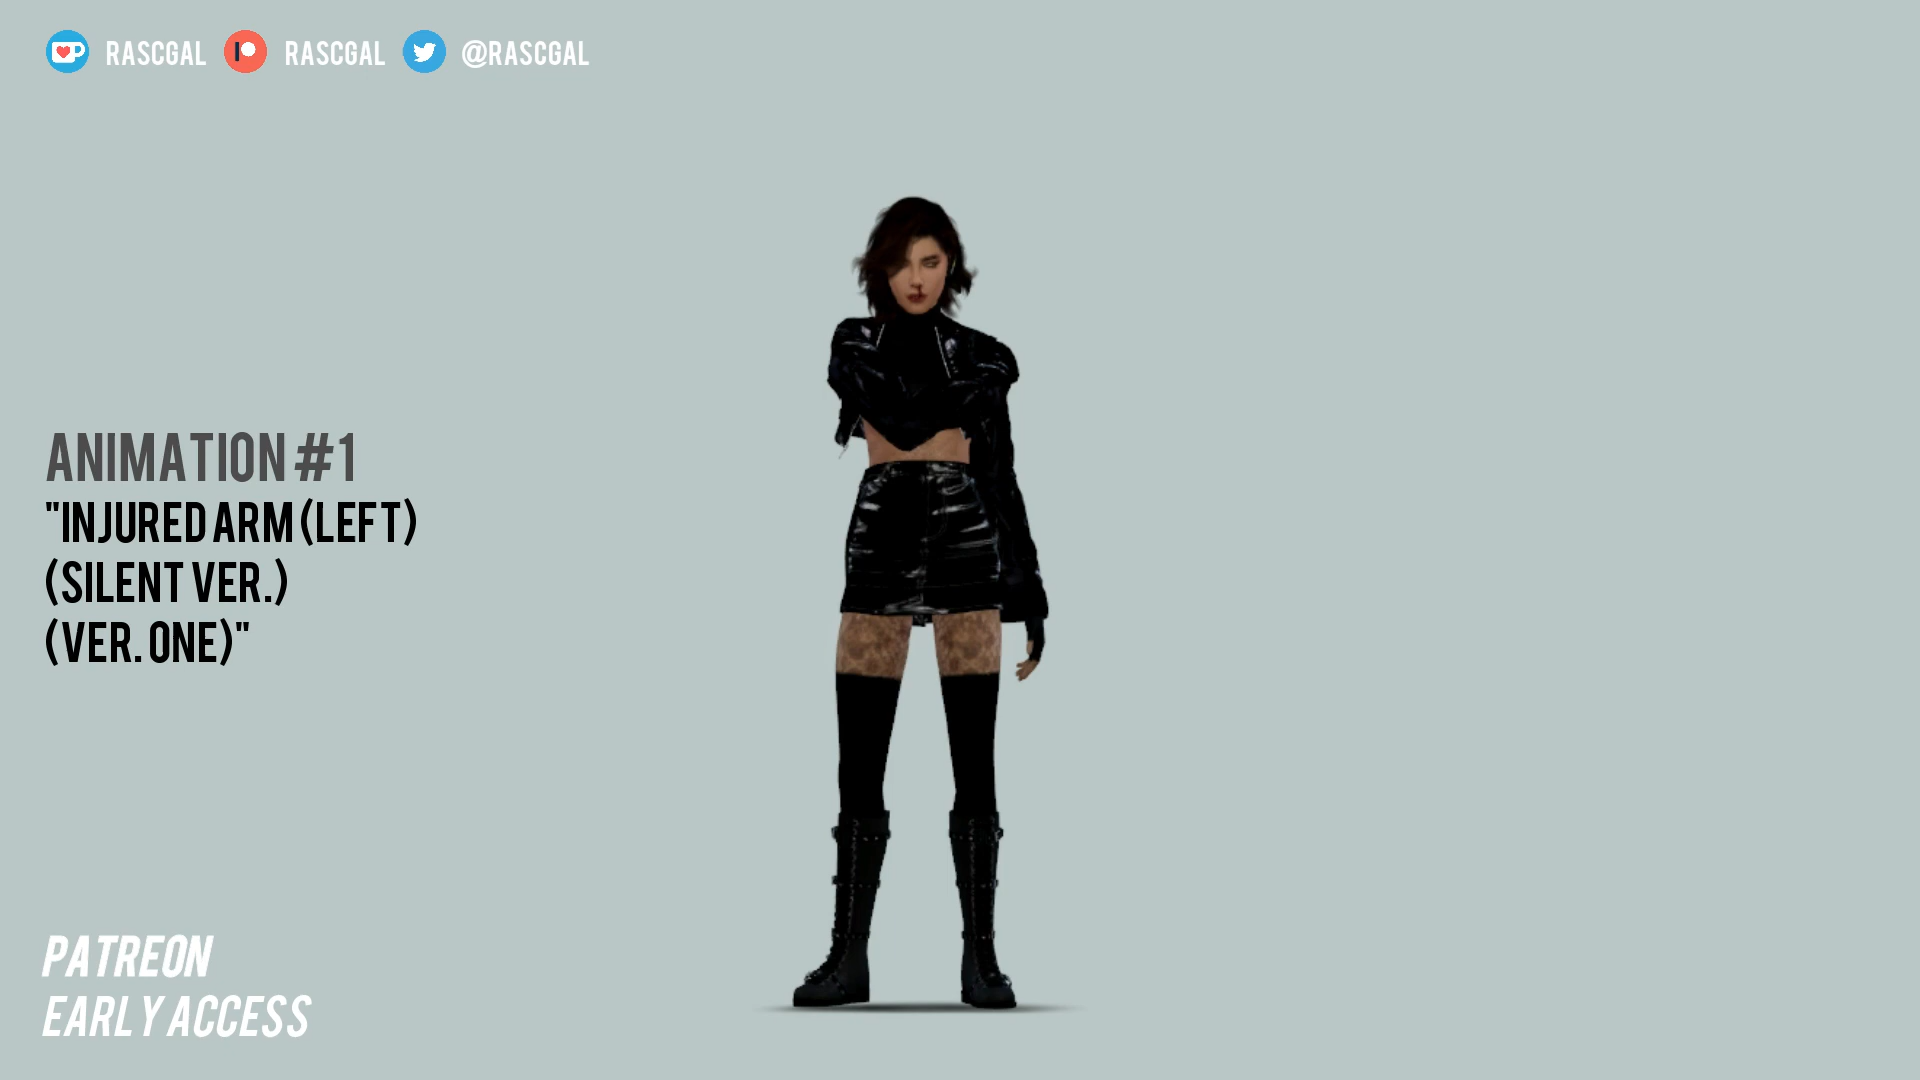 RASCGAL RASCGAL @RASCGAL
ANIMATION #1
"INJURED ARM (LEFT)
(SILENT VER.)
(VER. ONE)"
PATREON
EARLY ACCESS